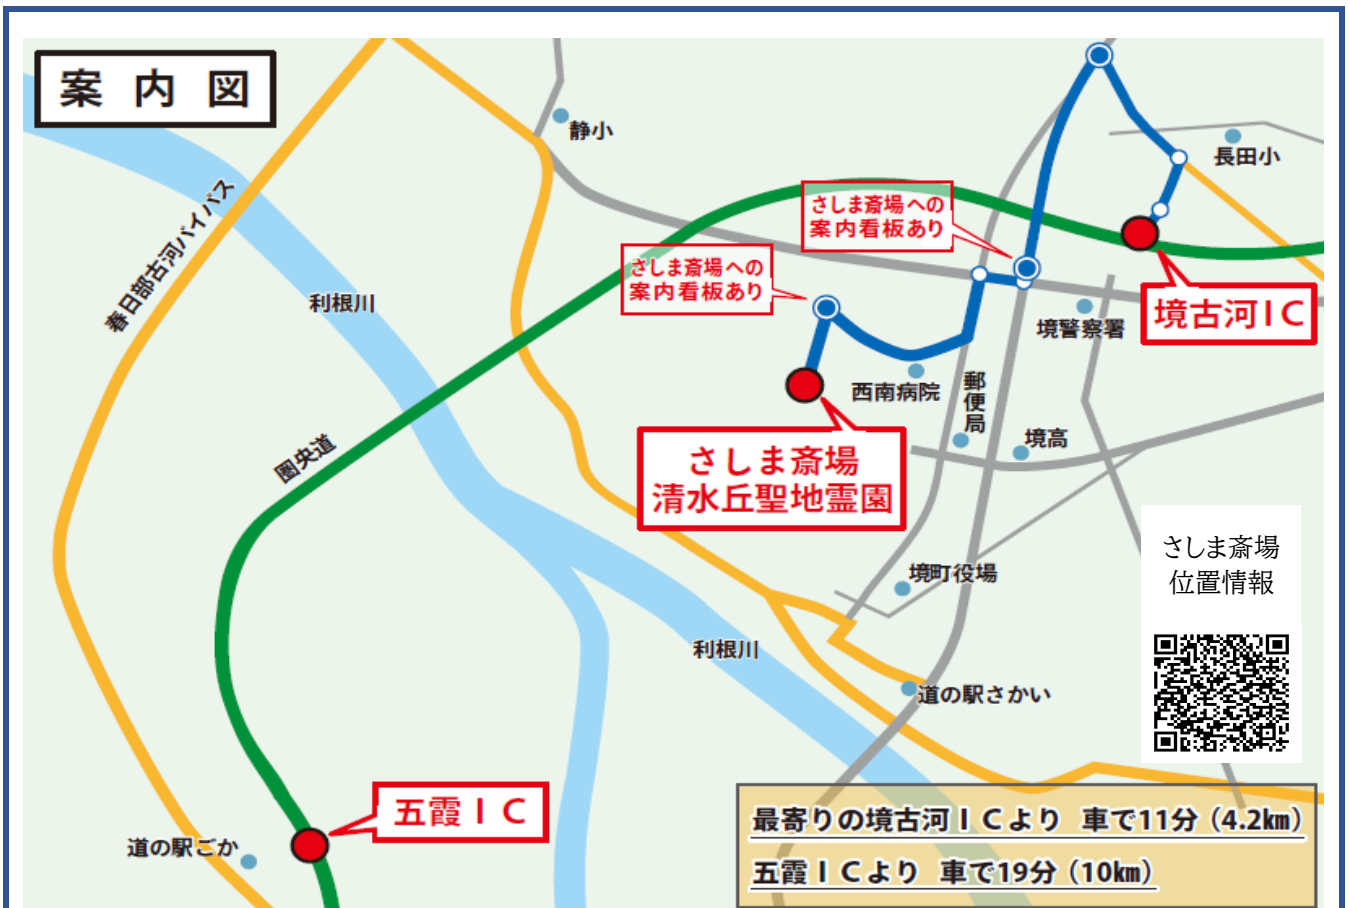 案内図
静小
長田小
春日部古河バイパス
さしま斎場への
案内看板あり
さしま斎場への
案内看板あり
利根川
境古河IC
境警察署
西南病院
郵便局
境高
圏央道
さしま斎場
清水丘聖地霊園
さしま斎場
位置情報
境町役場
利根川
道の駅さかい
五霞IC
道の駅ごか
最寄りの境古河ICより 車で11分（4.2㎞）
五霞ICより 車で19分（10㎞）